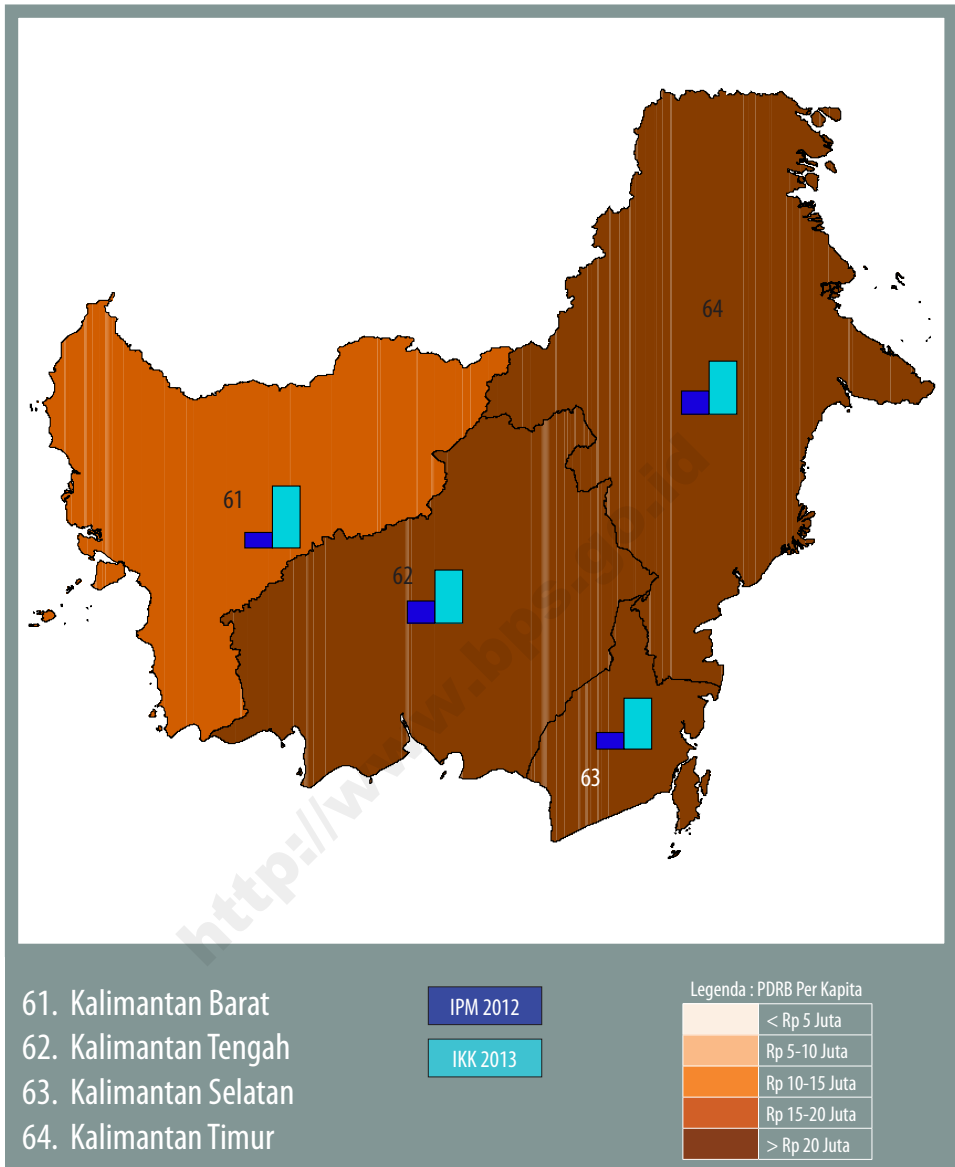 64
61
62
63
http://www.bps.go.id
61. Kalimantan Barat
62. Kalimantan Tengah
63. Kalimantan Selatan
64. Kalimantan Timur
IPM 2012
IKK 2013
Legenda : PDRB Per Kapita
< Rp 5 Juta
Rp 5-10 Juta
Rp 10-15 Juta
Rp 15-20 Juta
> Rp 20 Juta